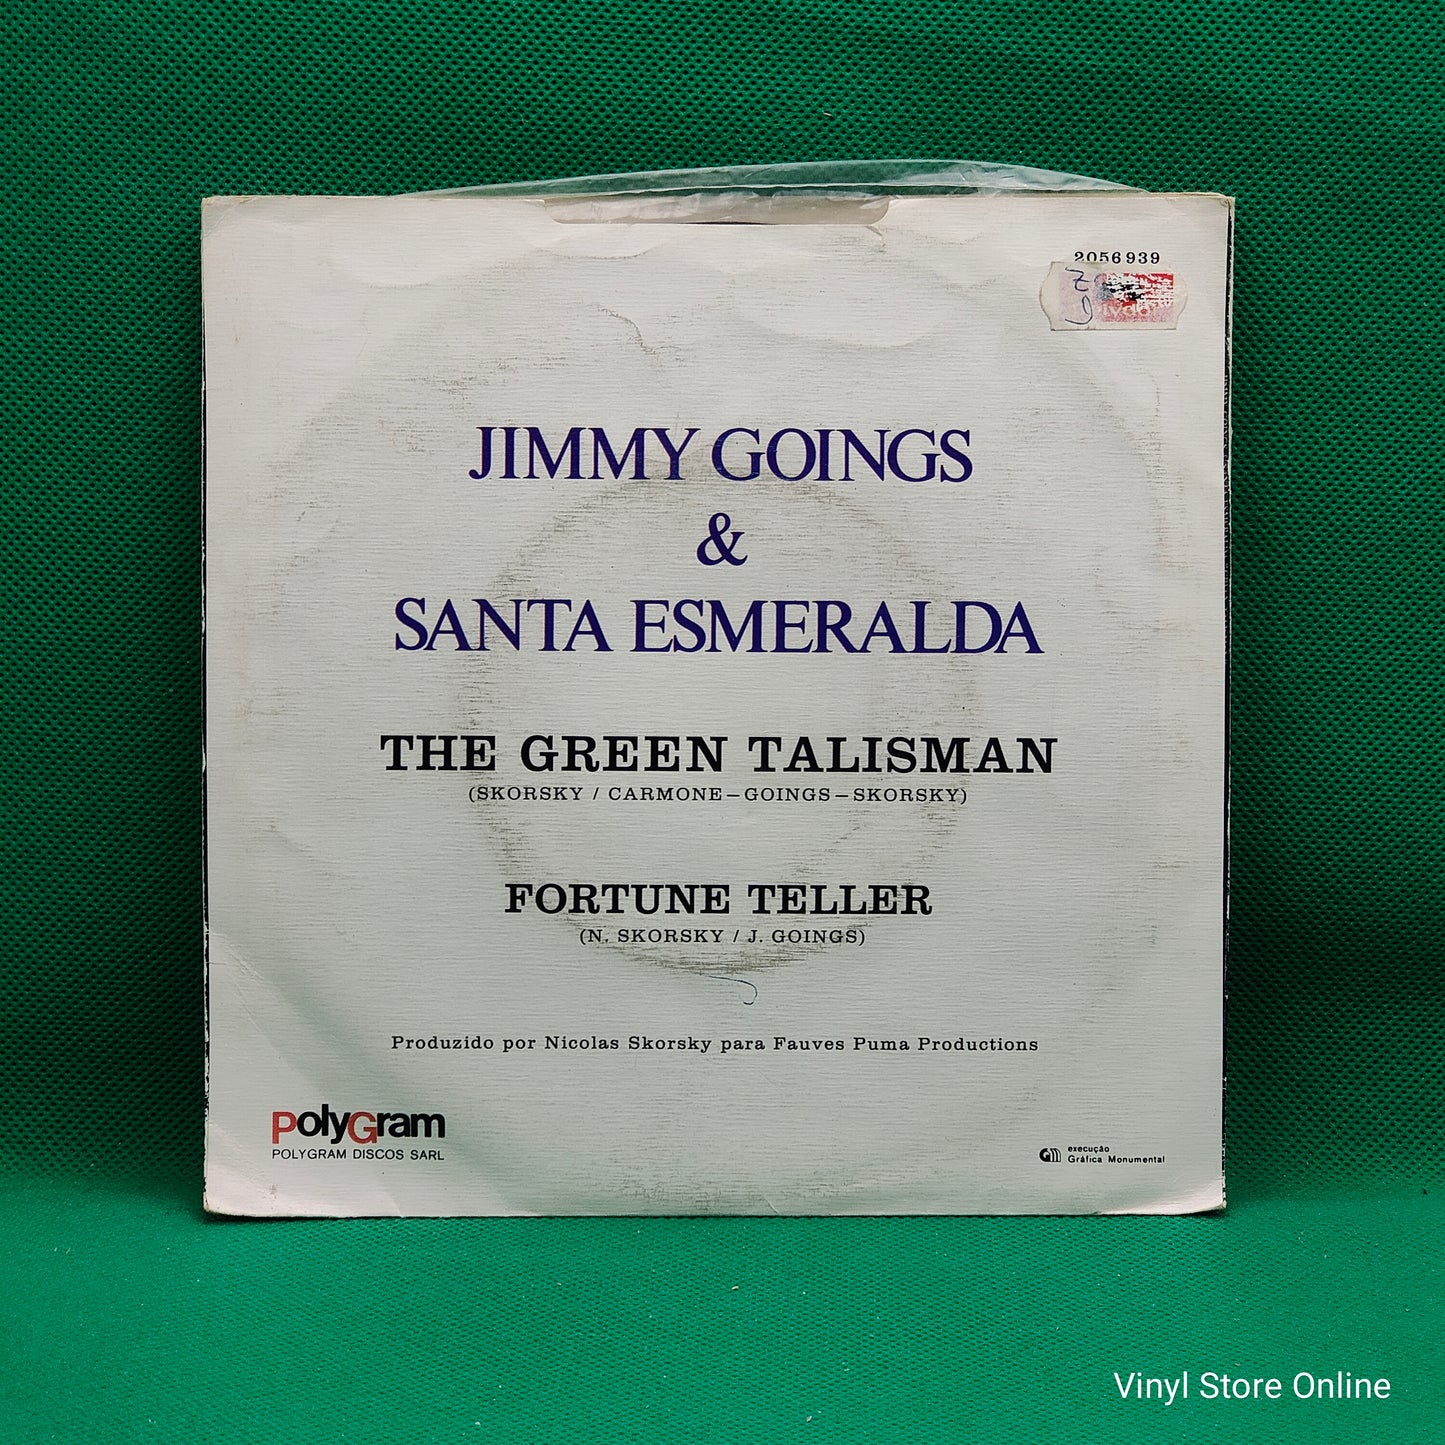 2056939
JIMMY GOINGS
&
SANTA ESMERALDA
THE GREEN TALISMAN
(SKORSKY / CARMONE–GOINGS–SKORSKY)
FORTUNE TELLER
(N. SKORSKY / J. GOINGS)
Produzido por Nicolas Skorsky para Fauves Puma Productions
PolyGram
POLYGRAM DISCOS SARL
execução
Gráfica Monumental
Vinyl Store Online